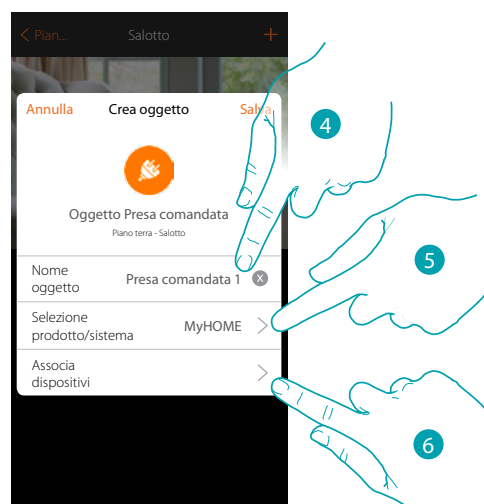 < Pian... Salotto +
Annulla Crea oggetto Salva
Oggetto Presa comandata
Piano terra - Salotto
Nome
oggetto
Presa comandata 1 X
Selezione
prodotto/sistema
MyHOME
Associa
dispositivi
4
5
6